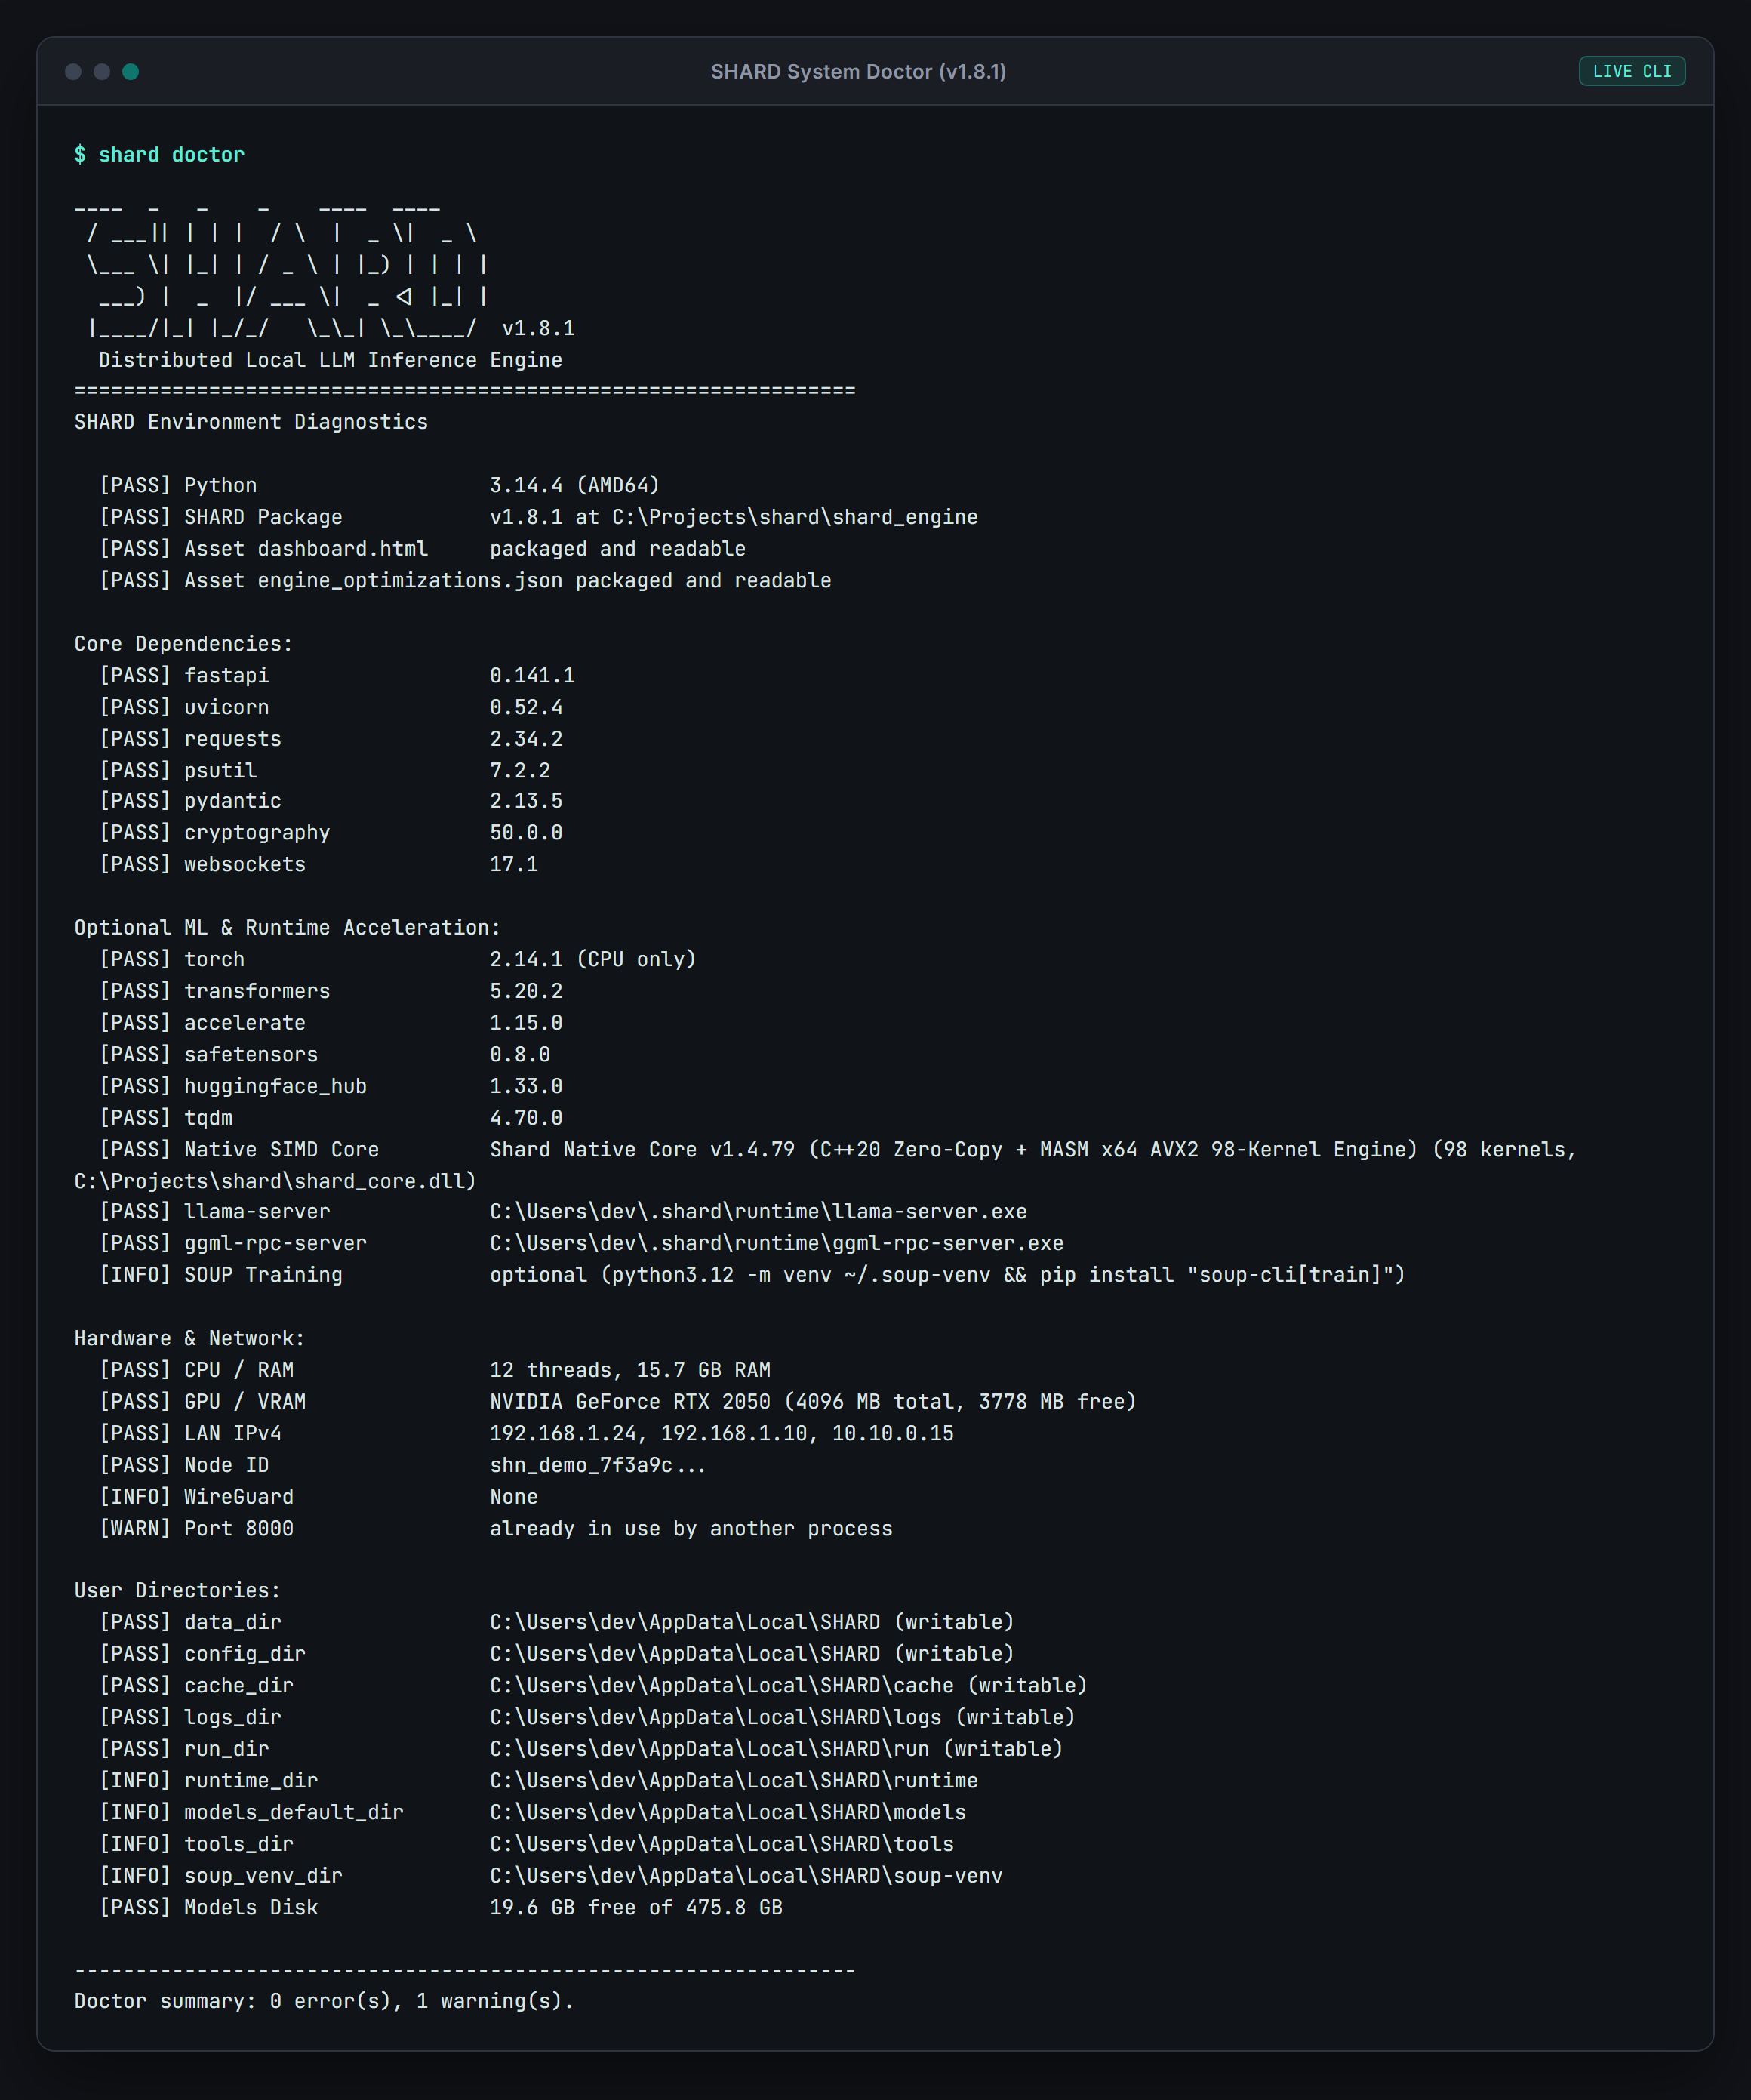 SHARD System Doctor (v1.8.1)
LIVE CLI
$ shard doctor
____  _   _    _    ____  ____
 / ___|| | | |  / \  |  _ \|  _ \
 \___ \| |_| | / _ \ | |_) | | | |
  ___) |  _  |/ ___ \|  _ <| |_| |
 |____/|_| |_/_/   \_\_| \_\____/  v1.8.1
  Distributed Local LLM Inference Engine
================================================================
SHARD Environment Diagnostics
  [PASS] Python                   3.14.4 (AMD64)
  [PASS] SHARD Package            v1.8.1 at C:\Projects\shard\shard_engine
  [PASS] Asset dashboard.html     packaged and readable
  [PASS] Asset engine_optimizations.json packaged and readable
Core Dependencies:
  [PASS] fastapi                  0.141.1
  [PASS] uvicorn                  0.52.4
  [PASS] requests                 2.34.2
  [PASS] psutil                   7.2.2
  [PASS] pydantic                 2.13.5
  [PASS] cryptography             50.0.0
  [PASS] websockets               17.1
Optional ML & Runtime Acceleration:
  [PASS] torch                    2.14.1 (CPU only)
  [PASS] transformers             5.20.2
  [PASS] accelerate               1.15.0
  [PASS] safetensors              0.8.0
  [PASS] huggingface_hub          1.33.0
  [PASS] tqdm                     4.70.0
  [PASS] Native SIMD Core         Shard Native Core v1.4.79 (C++20 Zero-Copy + MASM x64 AVX2 98-Kernel Engine) (98 kernels,
C:\Projects\shard\shard_core.dll)
  [PASS] llama-server             C:\Users\dev\.shard\runtime\llama-server.exe
  [PASS] ggml-rpc-server          C:\Users\dev\.shard\runtime\ggml-rpc-server.exe
  [INFO] SOUP Training            optional (python3.12 -m venv ~/.soup-venv && pip install "soup-cli[train]")
Hardware & Network:
  [PASS] CPU / RAM                12 threads, 15.7 GB RAM
  [PASS] GPU / VRAM               NVIDIA GeForce RTX 2050 (4096 MB total, 3778 MB free)
  [PASS] LAN IPv4                 192.168.1.24, 192.168.1.10, 10.10.0.15
  [PASS] Node ID                  shn_demo_7f3a9c...
  [INFO] WireGuard                None
  [WARN] Port 8000                already in use by another process
User Directories:
  [PASS] data_dir                 C:\Users\dev\AppData\Local\SHARD (writable)
  [PASS] config_dir               C:\Users\dev\AppData\Local\SHARD (writable)
  [PASS] cache_dir                C:\Users\dev\AppData\Local\SHARD\cache (writable)
  [PASS] logs_dir                 C:\Users\dev\AppData\Local\SHARD\logs (writable)
  [PASS] run_dir                  C:\Users\dev\AppData\Local\SHARD\run (writable)
  [INFO] runtime_dir              C:\Users\dev\AppData\Local\SHARD\runtime
  [INFO] models_default_dir       C:\Users\dev\AppData\Local\SHARD\models
  [INFO] tools_dir                C:\Users\dev\AppData\Local\SHARD\tools
  [INFO] soup_venv_dir            C:\Users\dev\AppData\Local\SHARD\soup-venv
  [PASS] Models Disk              19.6 GB free of 475.8 GB
----------------------------------------------------------------
Doctor summary: 0 error(s), 1 warning(s).